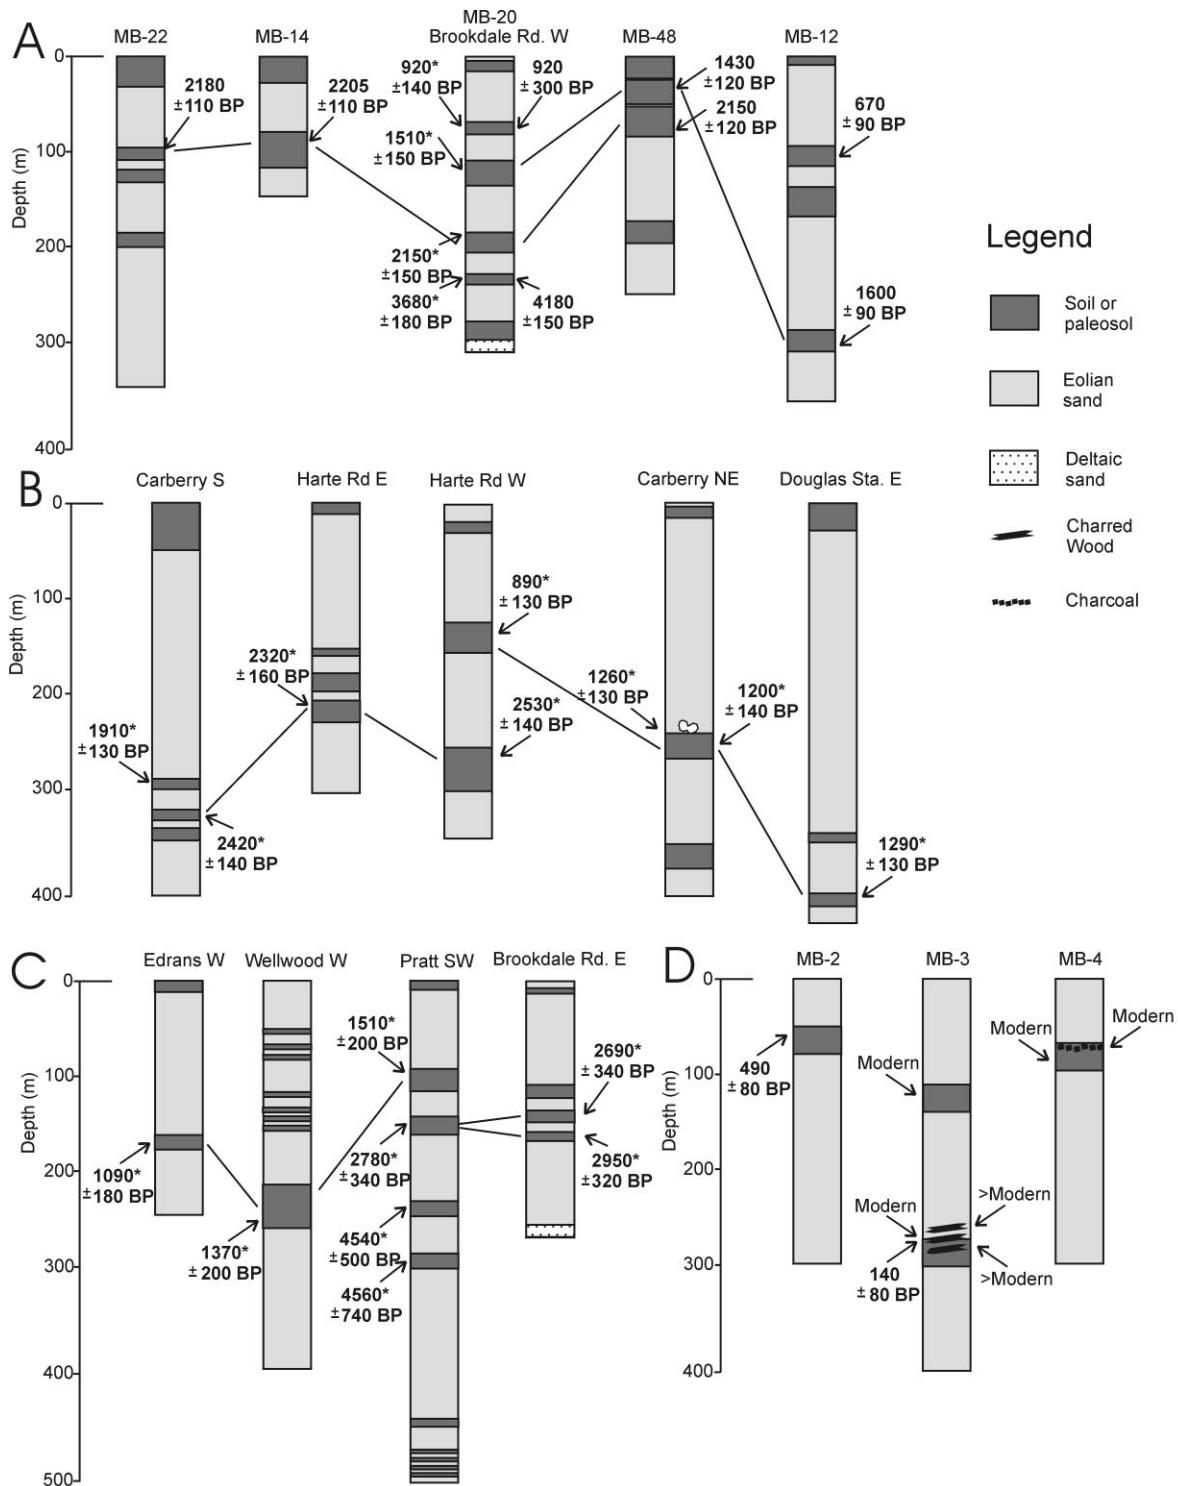 A
MB-22
MB-14
MB-20
Brookdale Rd. W
MB-48
MB-12
Depth (m)
0
100
200
300
400
2180
±110 BP
2205
±110 BP
920*
±140 BP
920
±300 BP
1510*
±150 BP
2150*
±150 BP
3680*
±180 BP
4180
±150 BP
1430
±120 BP
2150
±120 BP
670
±90 BP
1600
±90 BP
Legend
Soil or
paleosol
Eolian
sand
Deltaic
sand
Charred
Wood
Charcoal
B
Carberry S
Harte Rd E
Harte Rd W
Carberry NE
Douglas Sta. E
Depth (m)
0
100
200
300
400
1910*
±130 BP
2420*
±140 BP
2320*
±160 BP
890*
±130 BP
2530*
±140 BP
1260*
±130 BP
1200*
±140 BP
1290*
±130 BP
C
Edrans W
Wellwood W
Pratt SW
Brookdale Rd. E
Depth (m)
0
100
200
300
400
500
1090*
±180 BP
1370*
±200 BP
1510*
±200 BP
2780*
±340 BP
4540*
±500 BP
4560*
±740 BP
2690*
±340 BP
2950*
±320 BP
D
MB-2
MB-3
MB-4
Depth (m)
0
100
200
300
400
490
±80 BP
Modern
Modern
140
±80 BP
>Modern
>Modern
Modern
Modern